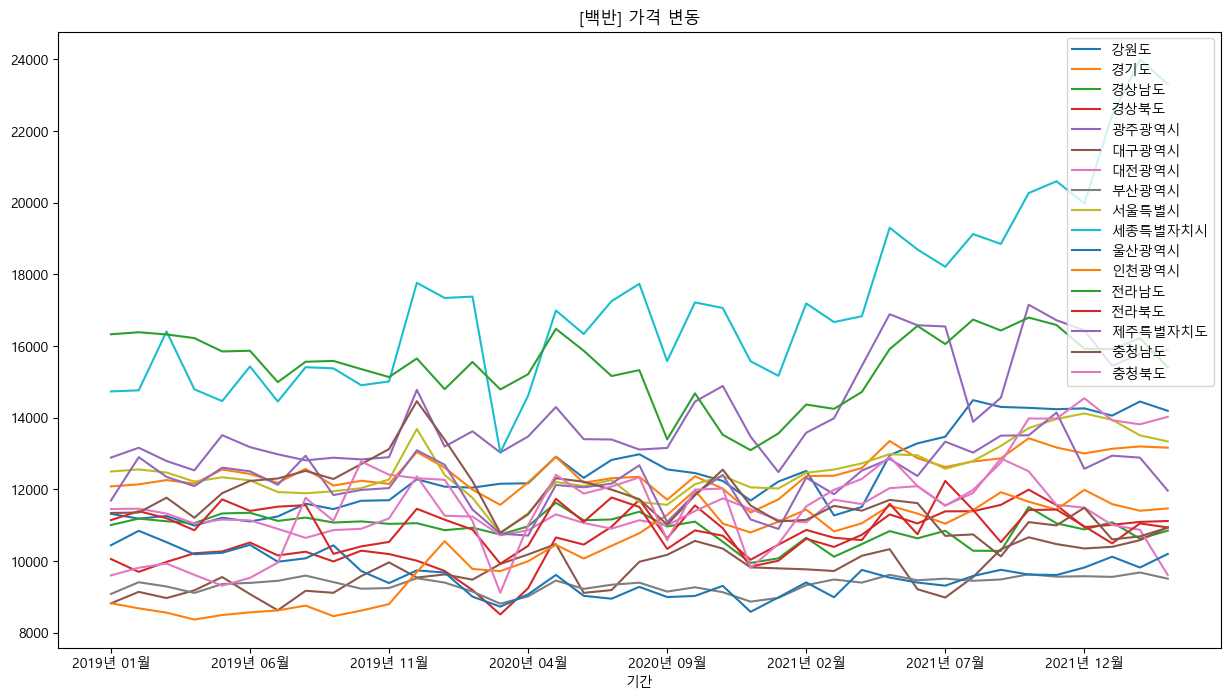 [백반] 가격 변동
24000
22000
20000
18000
16000
14000
12000
10000
8000
강원도
경기도
경상남도
경상북도
광주광역시
대구광역시
대전광역시
부산광역시
서울특별시
세종특별자치시
울산광역시
인천광역시
전라남도
전라북도
제주특별자치도
충청남도
충청북도
2019년 01월 2019년 06월 2019년 11월 2020년 04월 2020년 09월 2021년 02월 2021년 07월 2021년 12월
기간